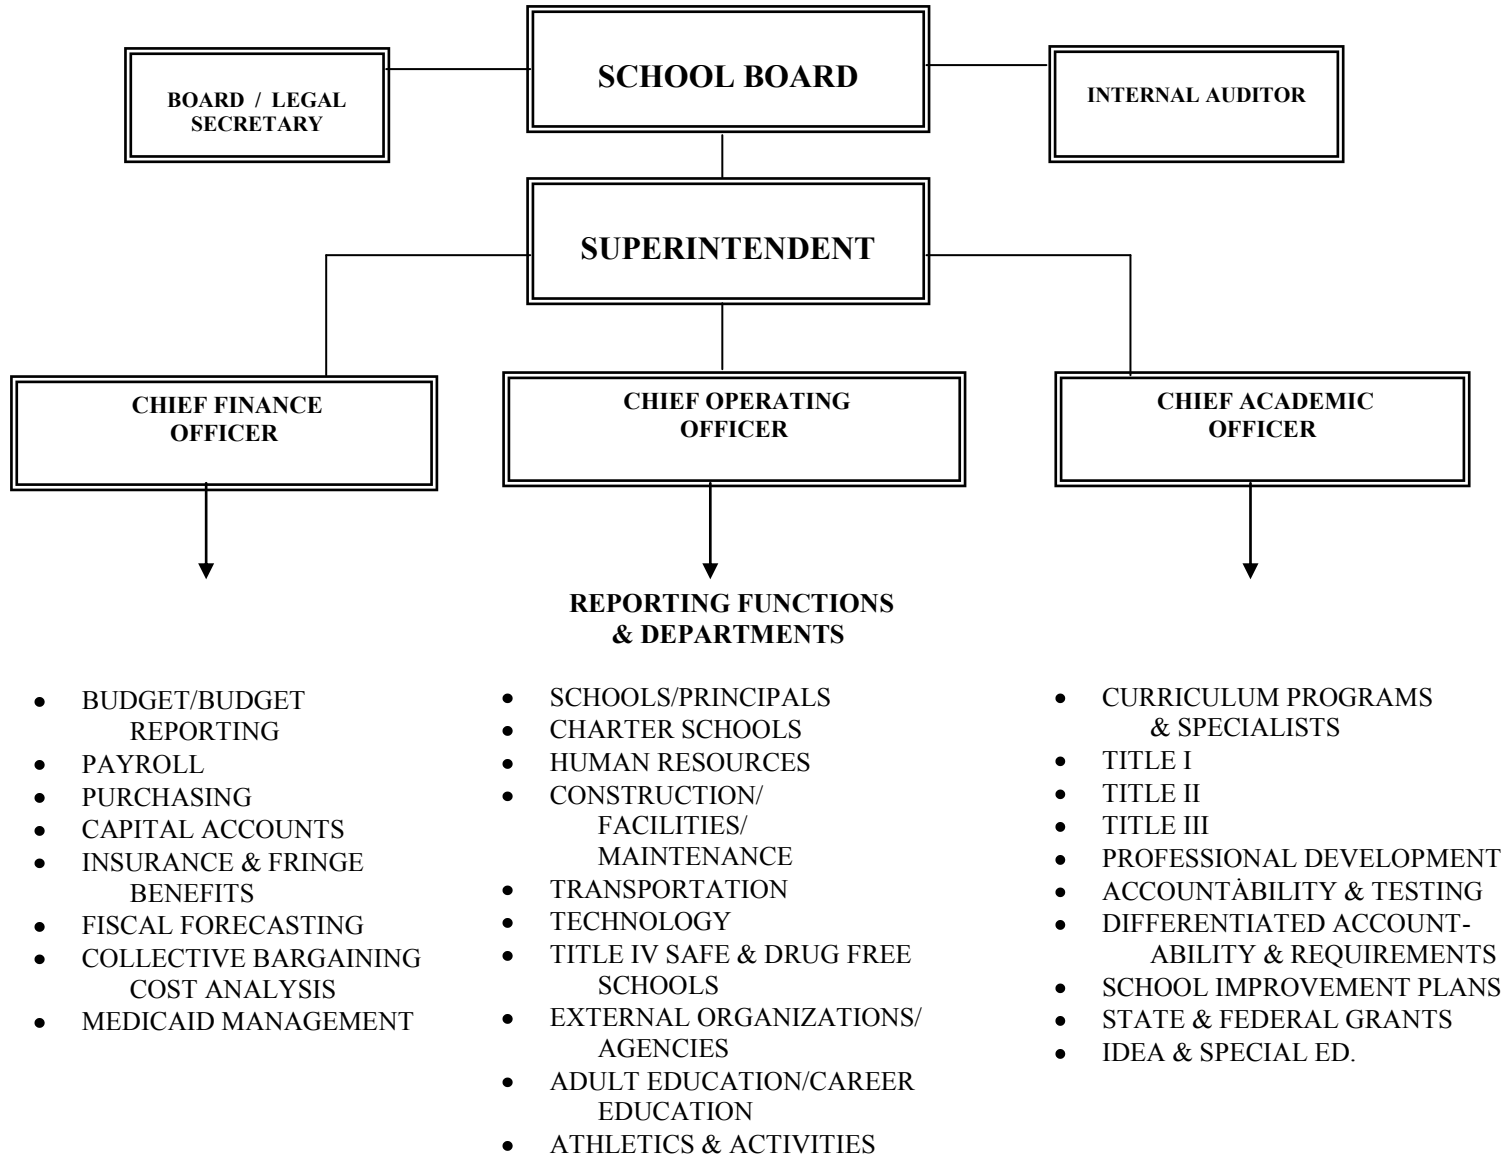 SCHOOL BOARD
BOARD / LEGAL
SECRETARY
INTERNAL AUDITOR
SUPERINTENDENT
CHIEF FINANCE
OFFICER
CHIEF OPERATING
OFFICER
CHIEF ACADEMIC
OFFICER
REPORTING FUNCTIONS
& DEPARTMENTS
• BUDGET/BUDGET
REPORTING
• PAYROLL
• PURCHASING
• CAPITAL ACCOUNTS
• INSURANCE & FRINGE
BENEFITS
• FISCAL FORECASTING
• COLLECTIVE BARGAINING
COST ANALYSIS
• MEDICAID MANAGEMENT
• SCHOOLS/PRINCIPALS
• CHARTER SCHOOLS
• HUMAN RESOURCES
• CONSTRUCTION/
FACILITIES/
MAINTENANCE
• TRANSPORTATION
• TECHNOLOGY
• TITLE IV SAFE & DRUG FREE
SCHOOLS
• EXTERNAL ORGANIZATIONS/
AGENCIES
• ADULT EDUCATION/CAREER
EDUCATION
• ATHLETICS & ACTIVITIES
• CURRICULUM PROGRAMS
& SPECIALISTS
• TITLE I
• TITLE II
• TITLE III
• PROFESSIONAL DEVELOPMENT
• ACCOUNTABILITY & TESTING
• DIFFERENTIATED ACCOUNT-
ABILITY & REQUIREMENTS
• SCHOOL IMPROVEMENT PLANS
• STATE & FEDERAL GRANTS
• IDEA & SPECIAL ED.